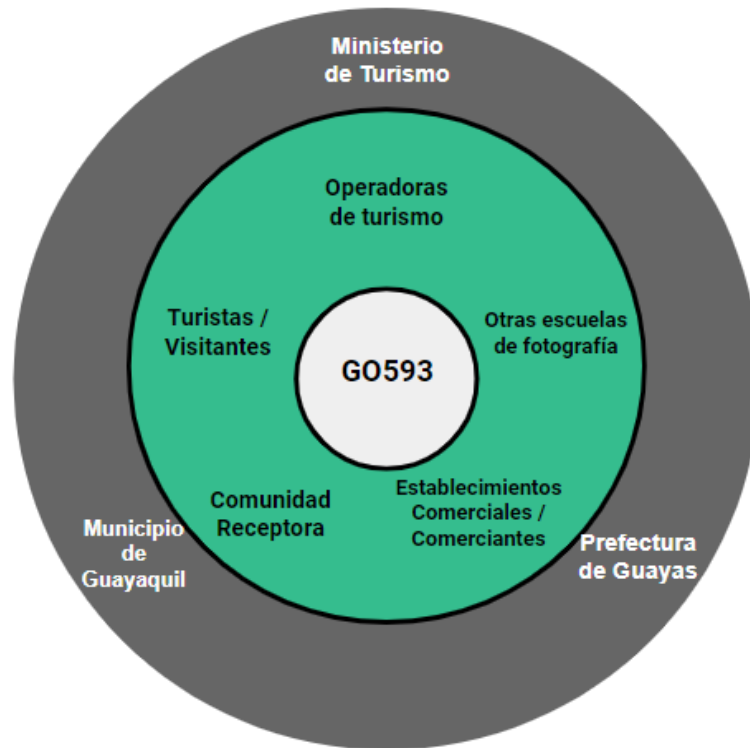 Ministerio
de Turismo
Operadoras
de turismo
Turistas /
Visitantes
Otras escuelas
de fotografía
GO593
Comunidad
Receptora
Establecimientos
Comerciales /
Comerciantes
Municipio
de
Guayaquil
Prefectura
de Guayas